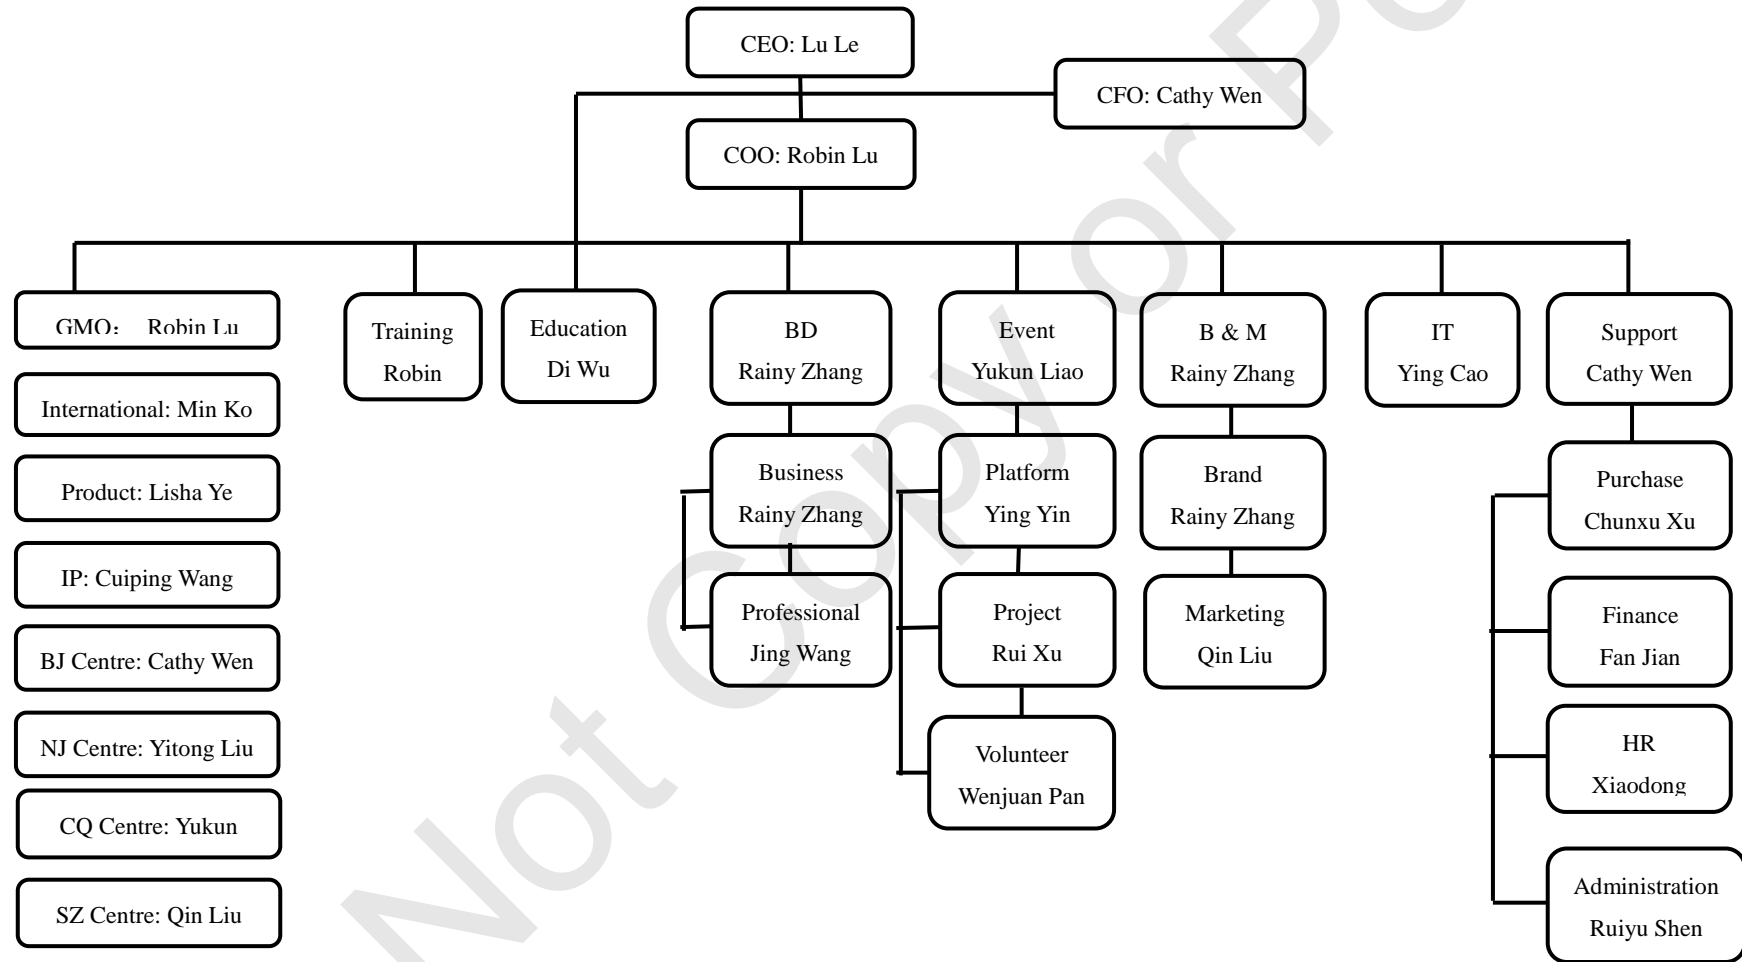 CEO: Lu Le
CFO: Cathy Wen
COO: Robin Lu
GMO： Robin Lu
International: Min Ko
Product: Lisha Ye
IP: Cuiping Wang
BJ Centre: Cathy Wen
NJ Centre: Yitong Liu
CQ Centre: Yukun
SZ Centre: Qin Liu
Training
Robin
Education
Di Wu
BD
Rainy Zhang
Business
Rainy Zhang
Professional
Jing Wang
Event
Yukun Liao
Platform
Ying Yin
Project
Rui Xu
Volunteer
Wenjuan Pan
B & M
Rainy Zhang
Brand
Rainy Zhang
Marketing
Qin Liu
IT
Ying Cao
Support
Cathy Wen
Purchase
Chunxu Xu
Finance
Fan Jian
HR
Xiaodong
Administration
Ruiyu Shen
Not Copy or